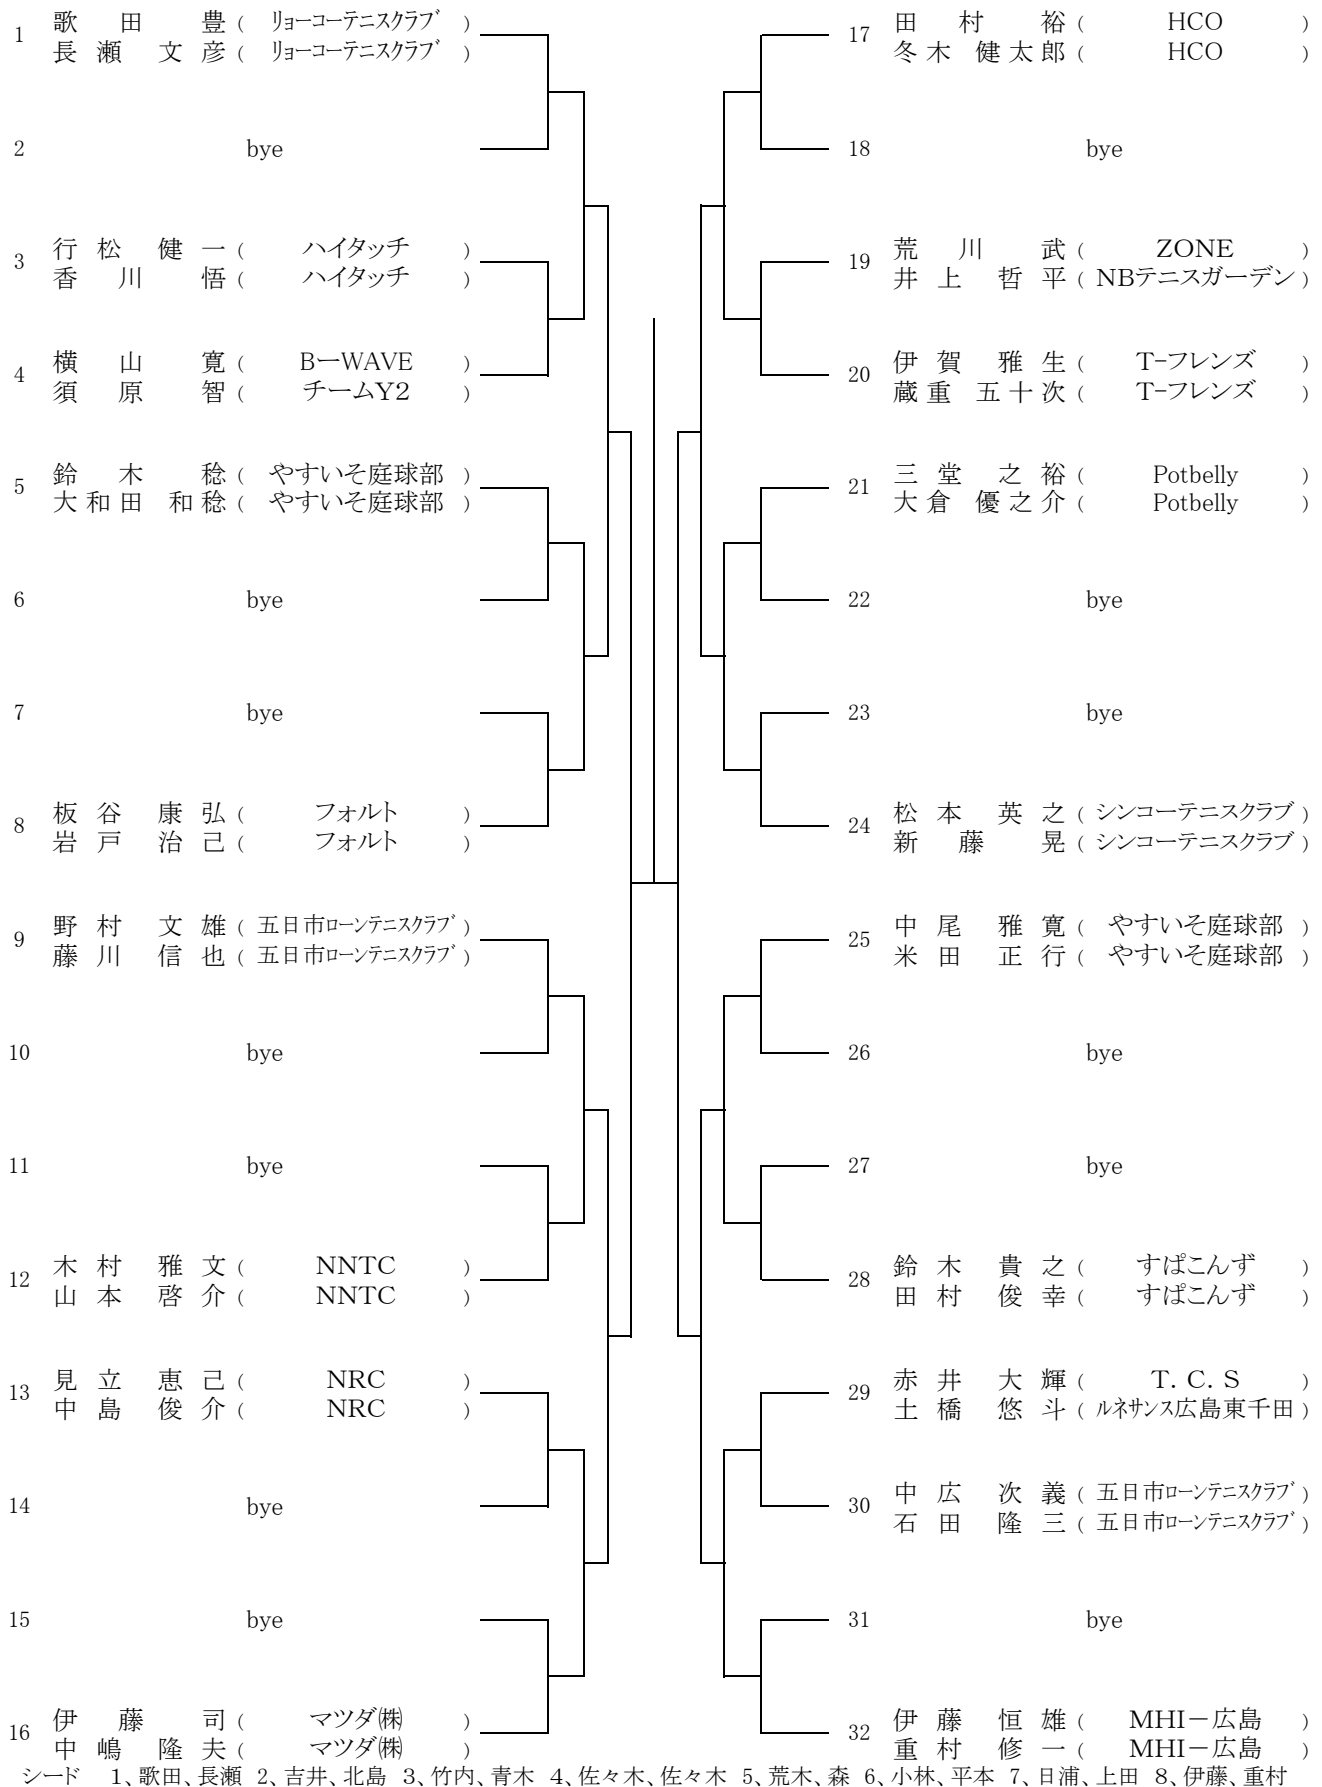 1 歌田豊 ( リョーコーテニスクラブ )
長瀬文彦 ( リョーコーテニスクラブ )
2 bye
3 行松健一 ( ハイタッチ )
香川悟 ( ハイタッチ )
4 横山寛 ( BーWAVE )
須原智 ( チームY2 )
5 鈴木稔 ( やすいそ庭球部 )
大和田和稔 ( やすいそ庭球部 )
6 bye
7 bye
8 板谷康弘 ( フォルト )
岩戸治己 ( フォルト )
9 野村文雄 ( 五日市ローンテニスクラブ )
藤川信也 ( 五日市ローンテニスクラブ )
10 bye
11 bye
12 木村雅文 ( NNTC )
山本啓介 ( NNTC )
13 見立恵己 ( NRC )
中島俊介 ( NRC )
14 bye
15 bye
16 伊藤司 ( マツダ㈱ )
中嶋隆夫 ( マツダ㈱ )
17 田村裕 ( HCO )
冬木健太郎 ( HCO )
18 bye
19 荒川武 ( ZONE )
井上哲平 ( NBテニスガーデン )
20 伊賀雅生 ( T-フレンズ )
蔵重五十次 ( T-フレンズ )
21 三堂之裕 ( Potbelly )
大倉優之介 ( Potbelly )
22 bye
23 bye
24 松本英之 ( シンコーテニスクラブ )
新藤晃 ( シンコーテニスクラブ )
25 中尾雅寛 ( やすいそ庭球部 )
米田正行 ( やすいそ庭球部 )
26 bye
27 bye
28 鈴木貴之 ( すぱこんず )
田村俊幸 ( すぱこんず )
29 赤井大輝 ( T.C.S )
土橋悠斗 ( ルネサンス広島東千田 )
30 中広次義 ( 五日市ローンテニスクラブ )
石田隆三 ( 五日市ローンテニスクラブ )
31 bye
32 伊藤恒雄 ( MHI－広島 )
重村修一 ( MHI－広島 )
シード 1、歌田、長瀬 2、吉井、北島 3、竹内、青木 4、佐々木、佐々木 5、荒木、森 6、小林、平本 7、日浦、上田 8、伊藤、重村